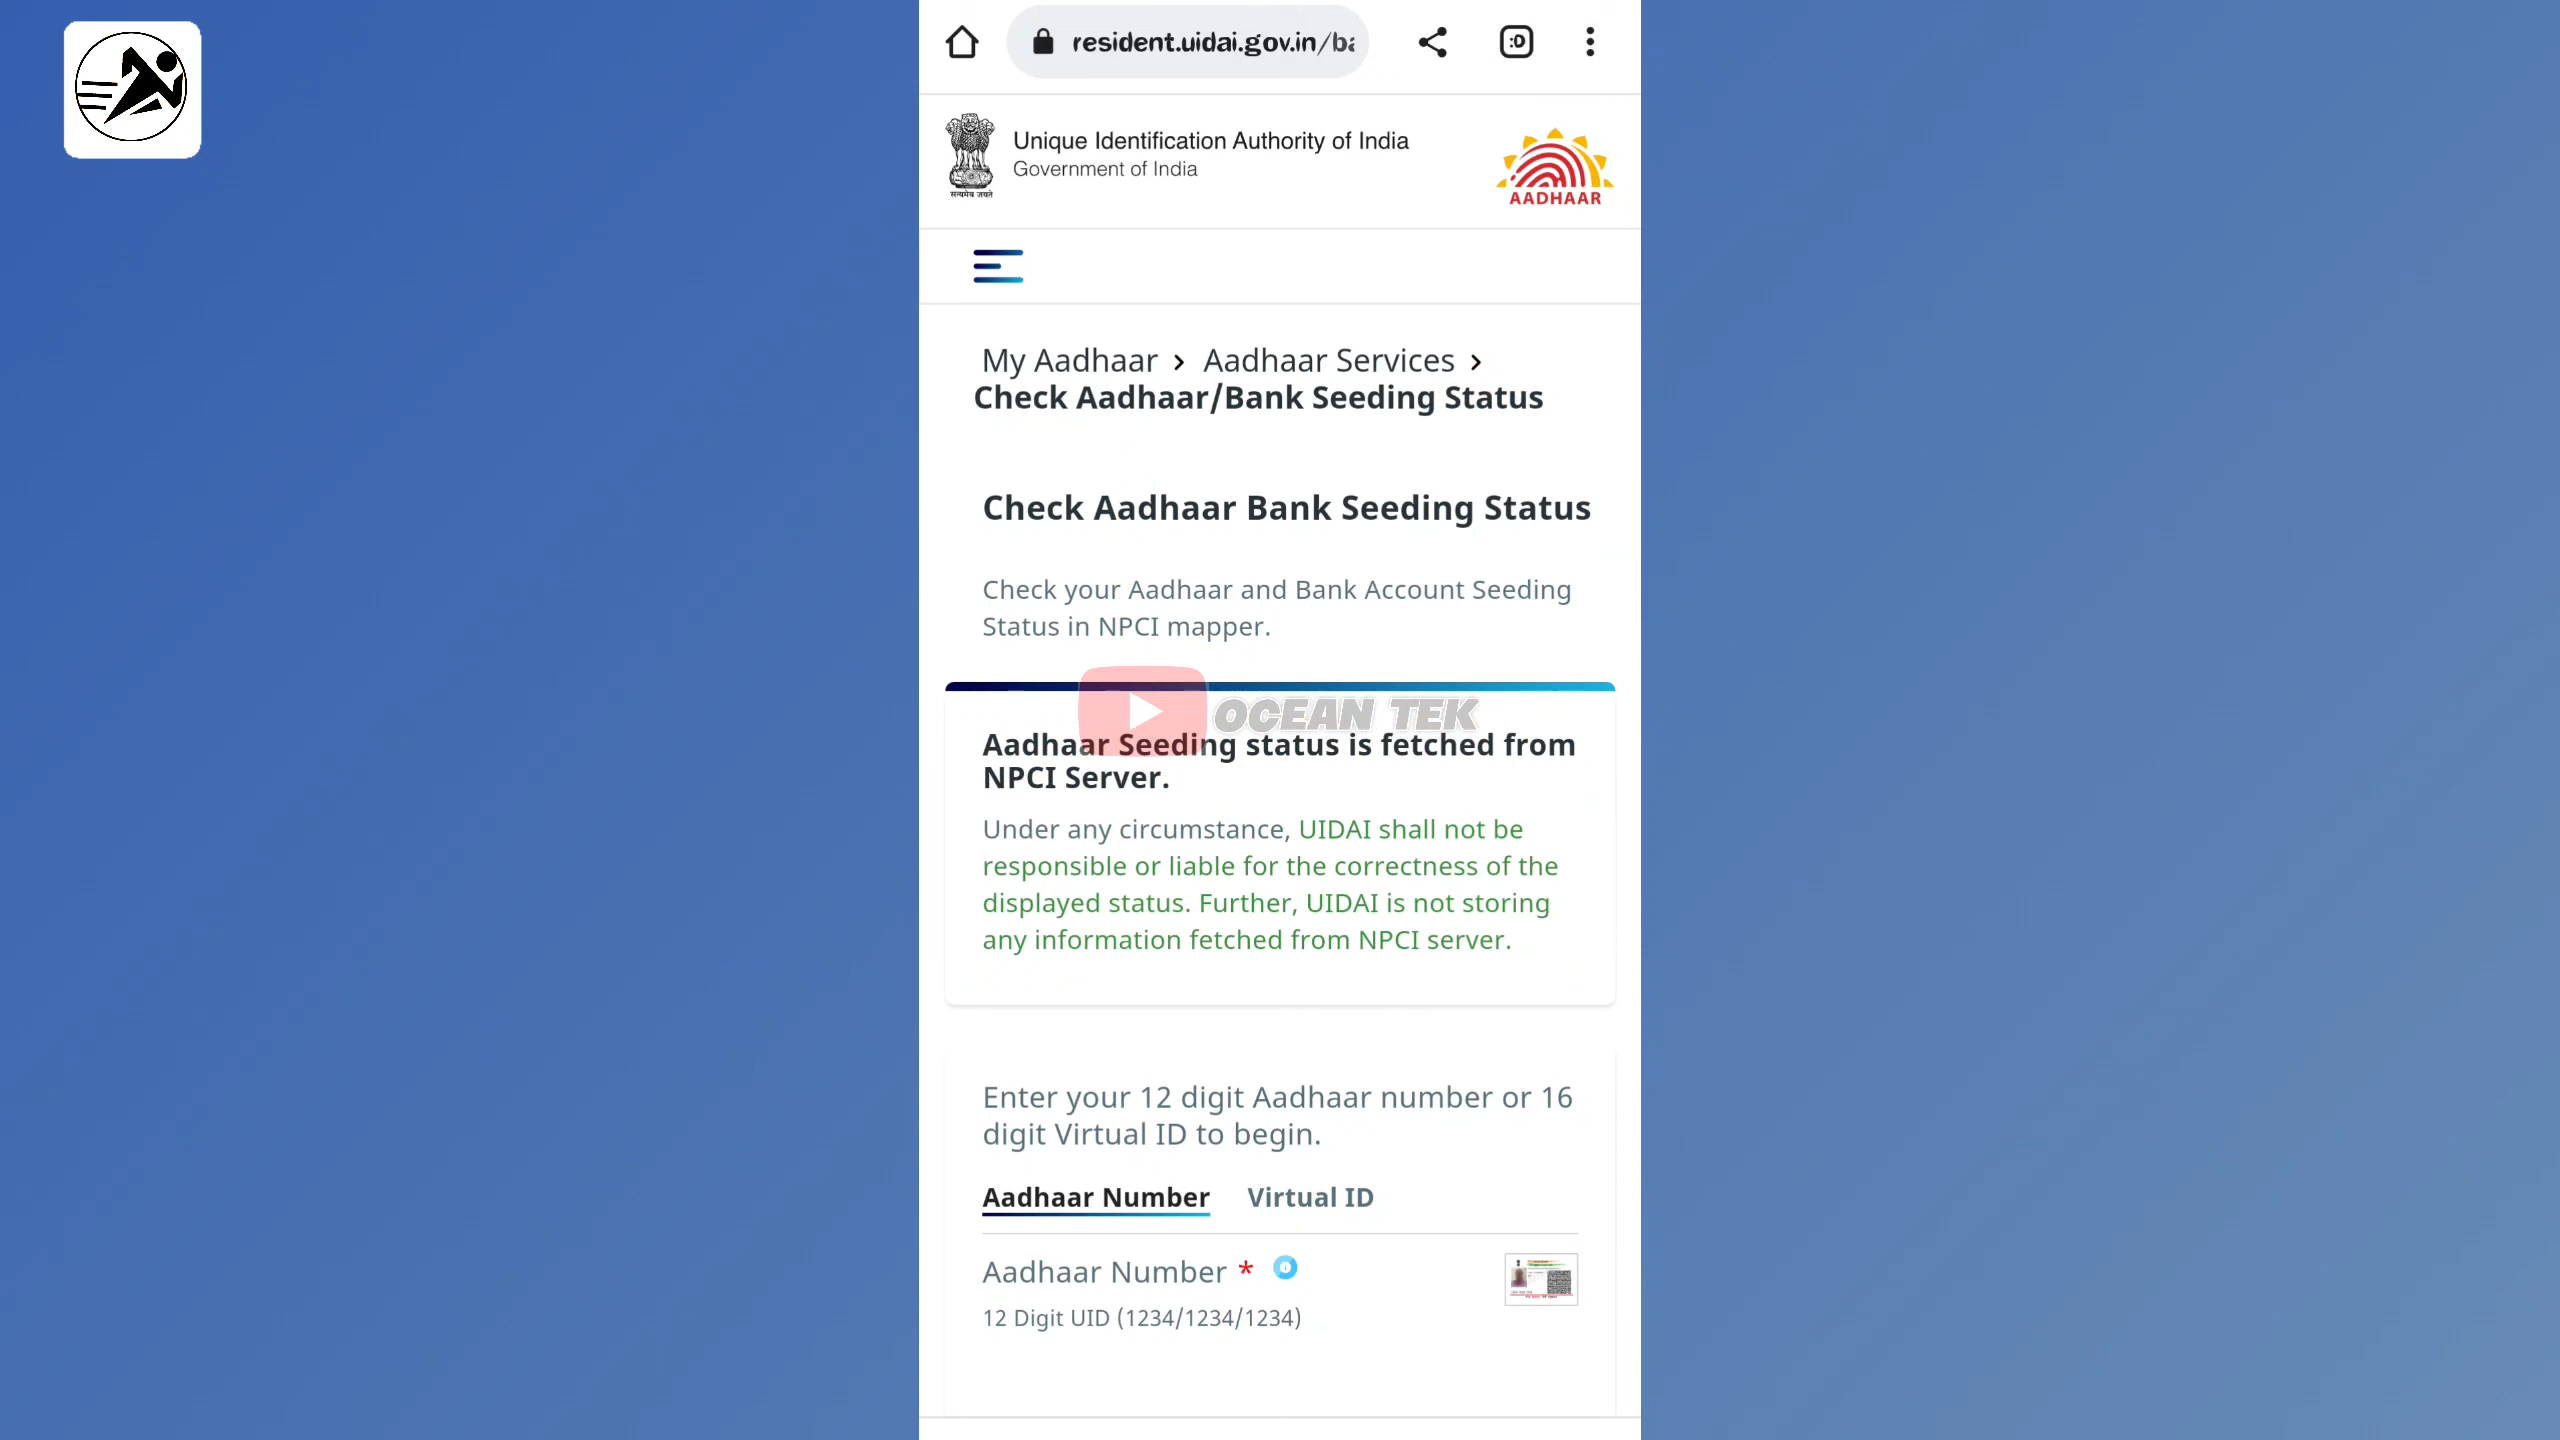 resident.uidai.gov.in/ba
:D
Unique Identification Authority of India
Government of India
सत्यमेव जयते
AADHAAR
My Aadhaar > Aadhaar Services >
Check Aadhaar/Bank Seeding Status
Check Aadhaar Bank Seeding Status
Check your Aadhaar and Bank Account Seeding
Status in NPCI mapper.
OCEAN TEK
Aadhaar Seeding status is fetched from
NPCI Server.
Under any circumstance, UIDAI shall not be
responsible or liable for the correctness of the
displayed status. Further, UIDAI is not storing
any information fetched from NPCI server.
Enter your 12 digit Aadhaar number or 16
digit Virtual ID to begin.
Aadhaar Number Virtual ID
Aadhaar Number *
12 Digit UID (1234/1234/1234)